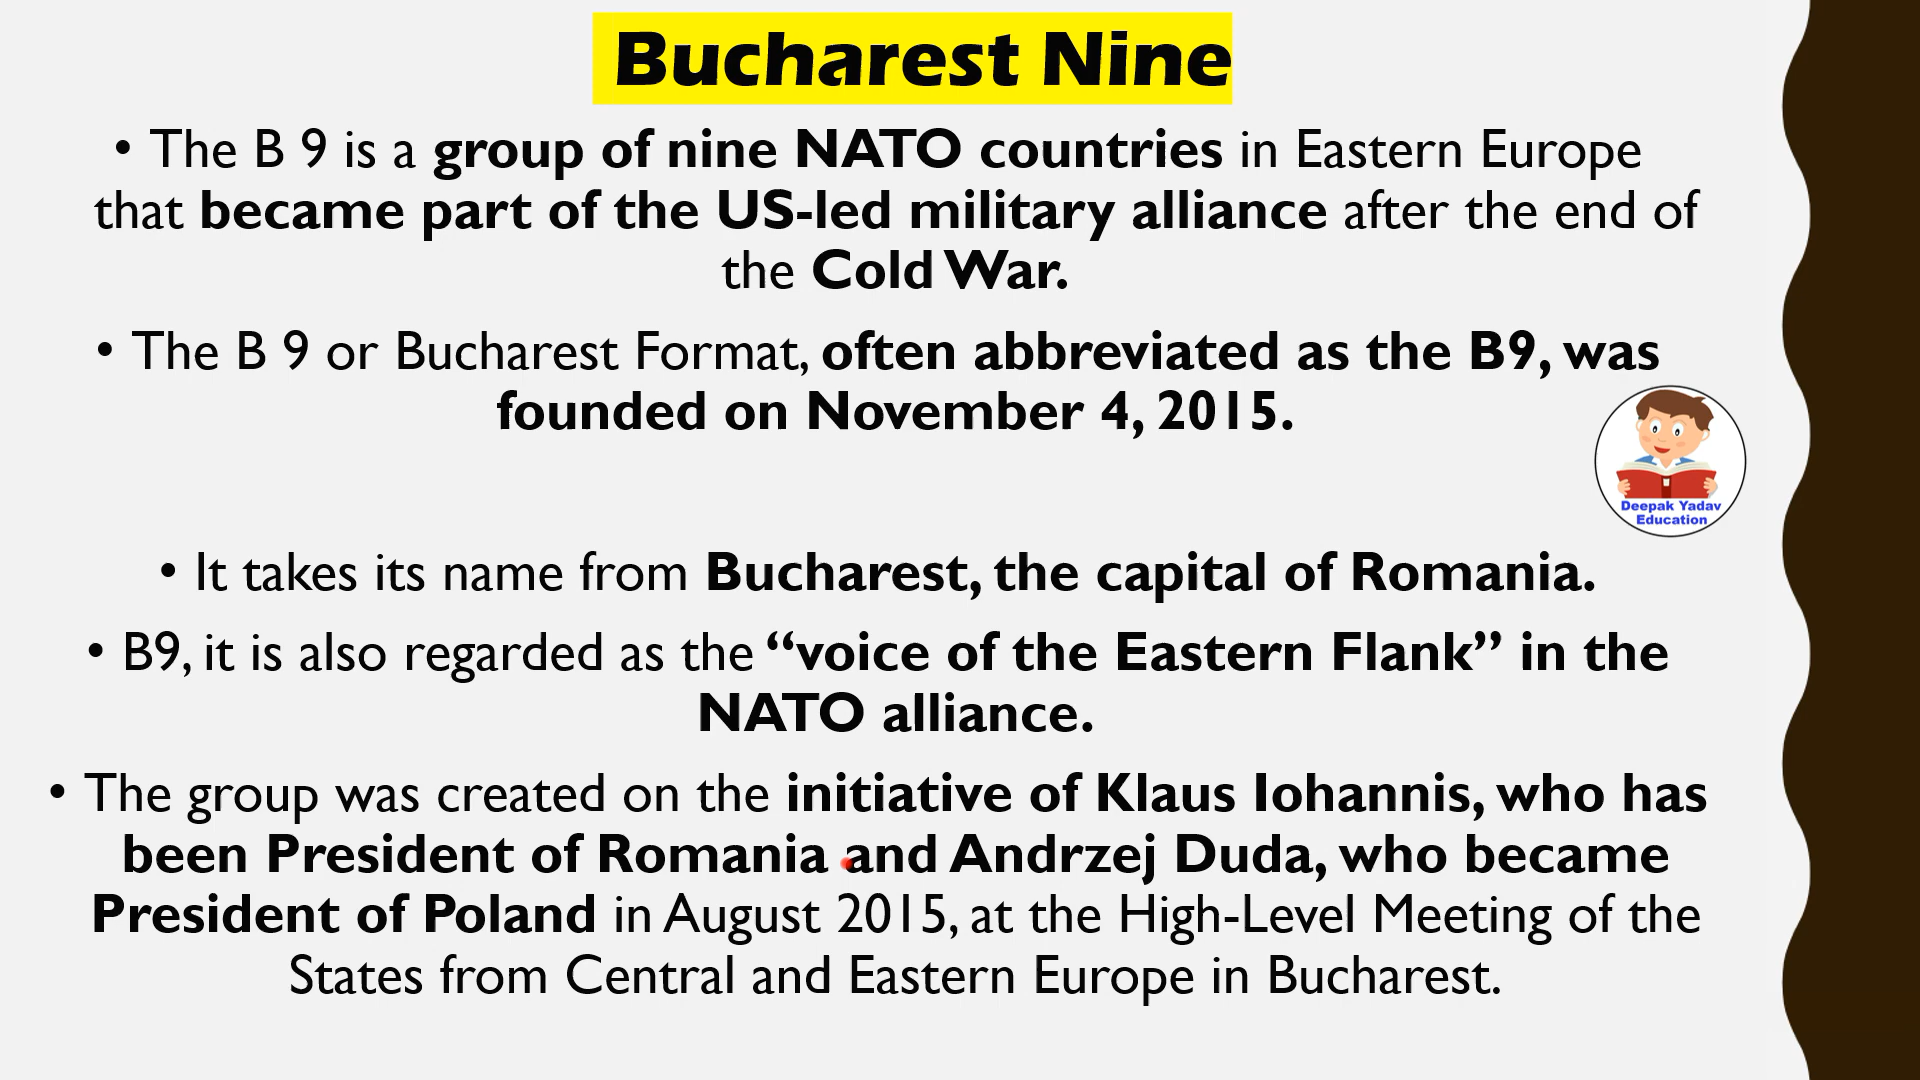 Bucharest Nine
• The B 9 is a group of nine NATO countries in Eastern Europe
that became part of the US-led military alliance after the end of
the Cold War.
• The B 9 or Bucharest Format, often abbreviated as the B9, was
founded on November 4, 2015.
Deepak Yadav
Education
• It takes its name from Bucharest, the capital of Romania.
• B9, it is also regarded as the “voice of the Eastern Flank” in the
NATO alliance.
• The group was created on the initiative of Klaus Iohannis, who has
been President of Romania and Andrzej Duda, who became
President of Poland in August 2015, at the High-Level Meeting of the
States from Central and Eastern Europe in Bucharest.